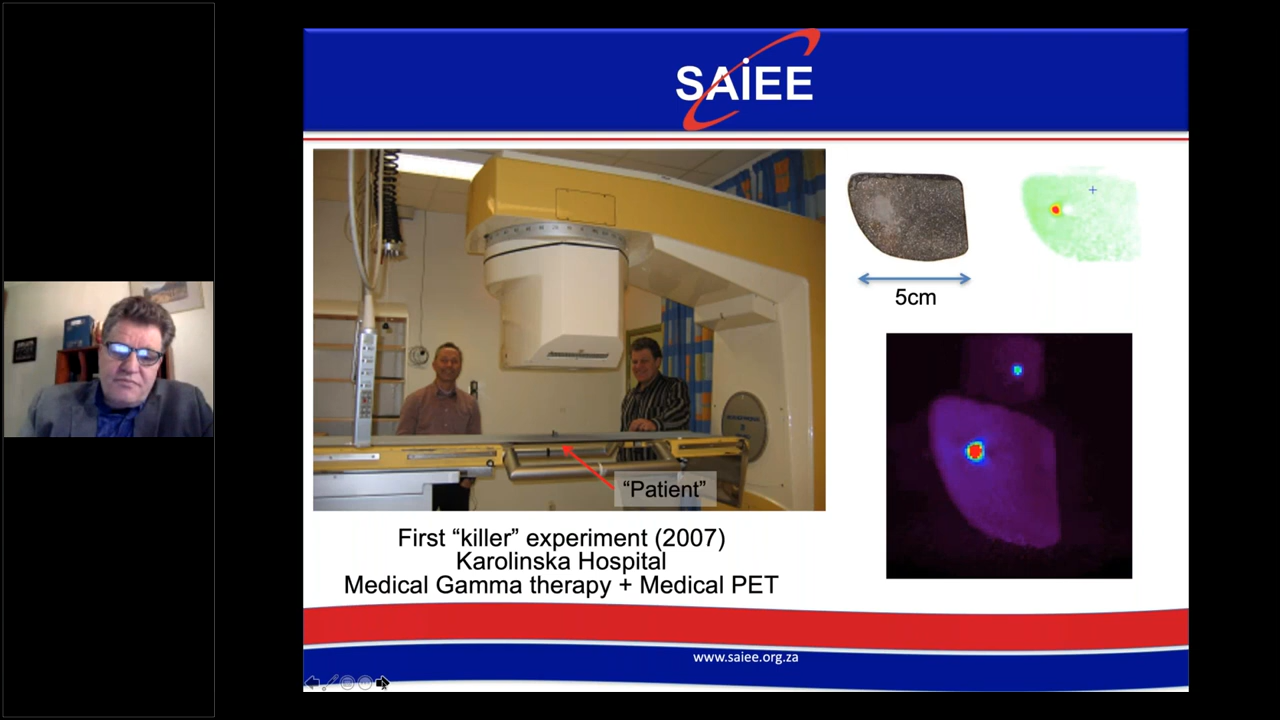 SAIEE
"Patient"
5cm
First "killer" experiment (2007)
Karolinska Hospital
Medical Gamma therapy + Medical PET
www.saiee.org.za